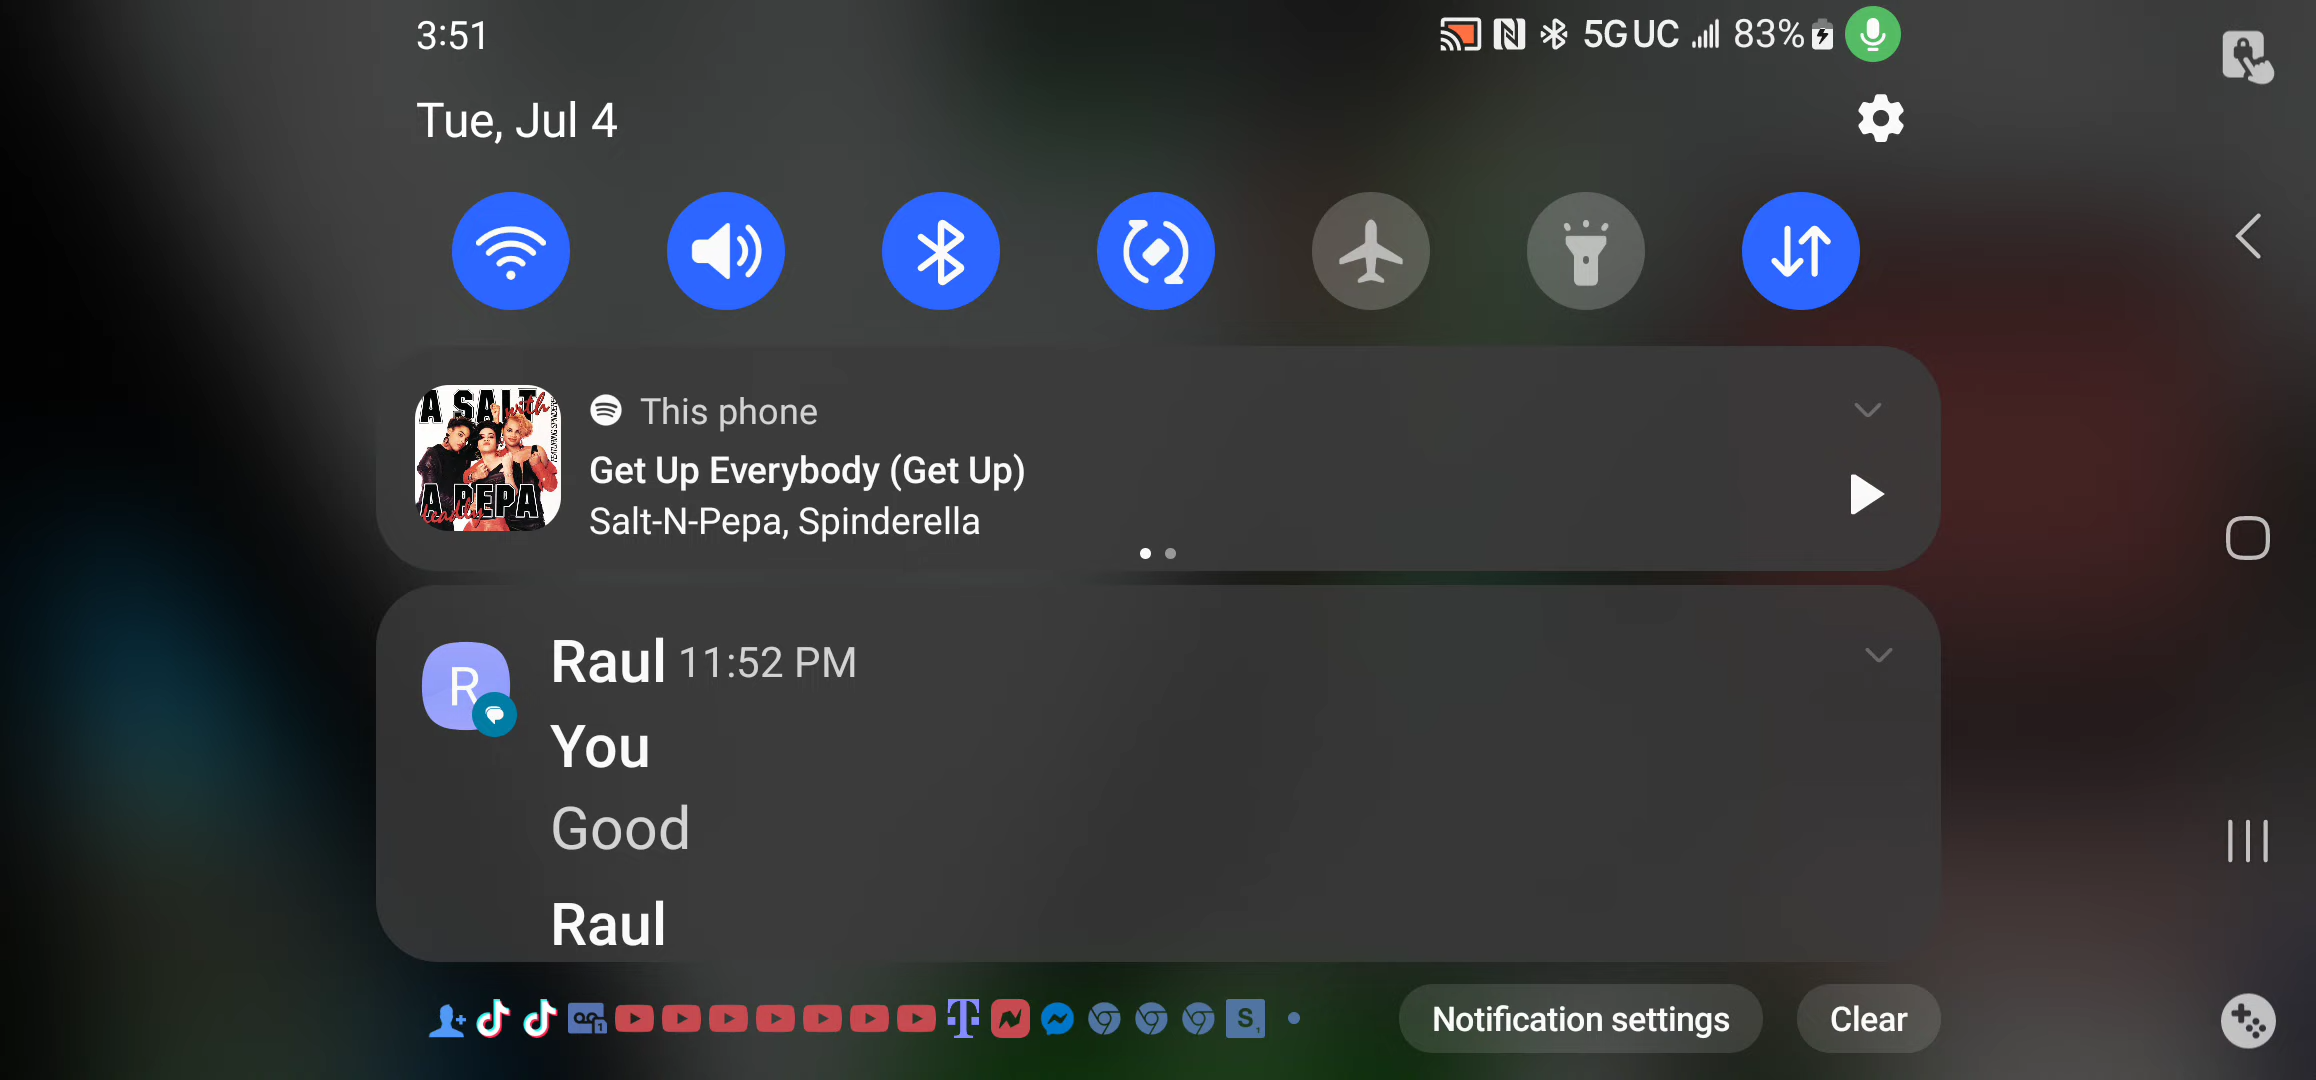 3:51
5G UC 83%
Tue, Jul 4
A SALT
with
A PEPA
deadly
This phone
Get Up Everybody (Get Up)
Salt-N-Pepa, Spinderella
R
Raul 11:52 PM
You
Good
Raul
Notification settings
Clear